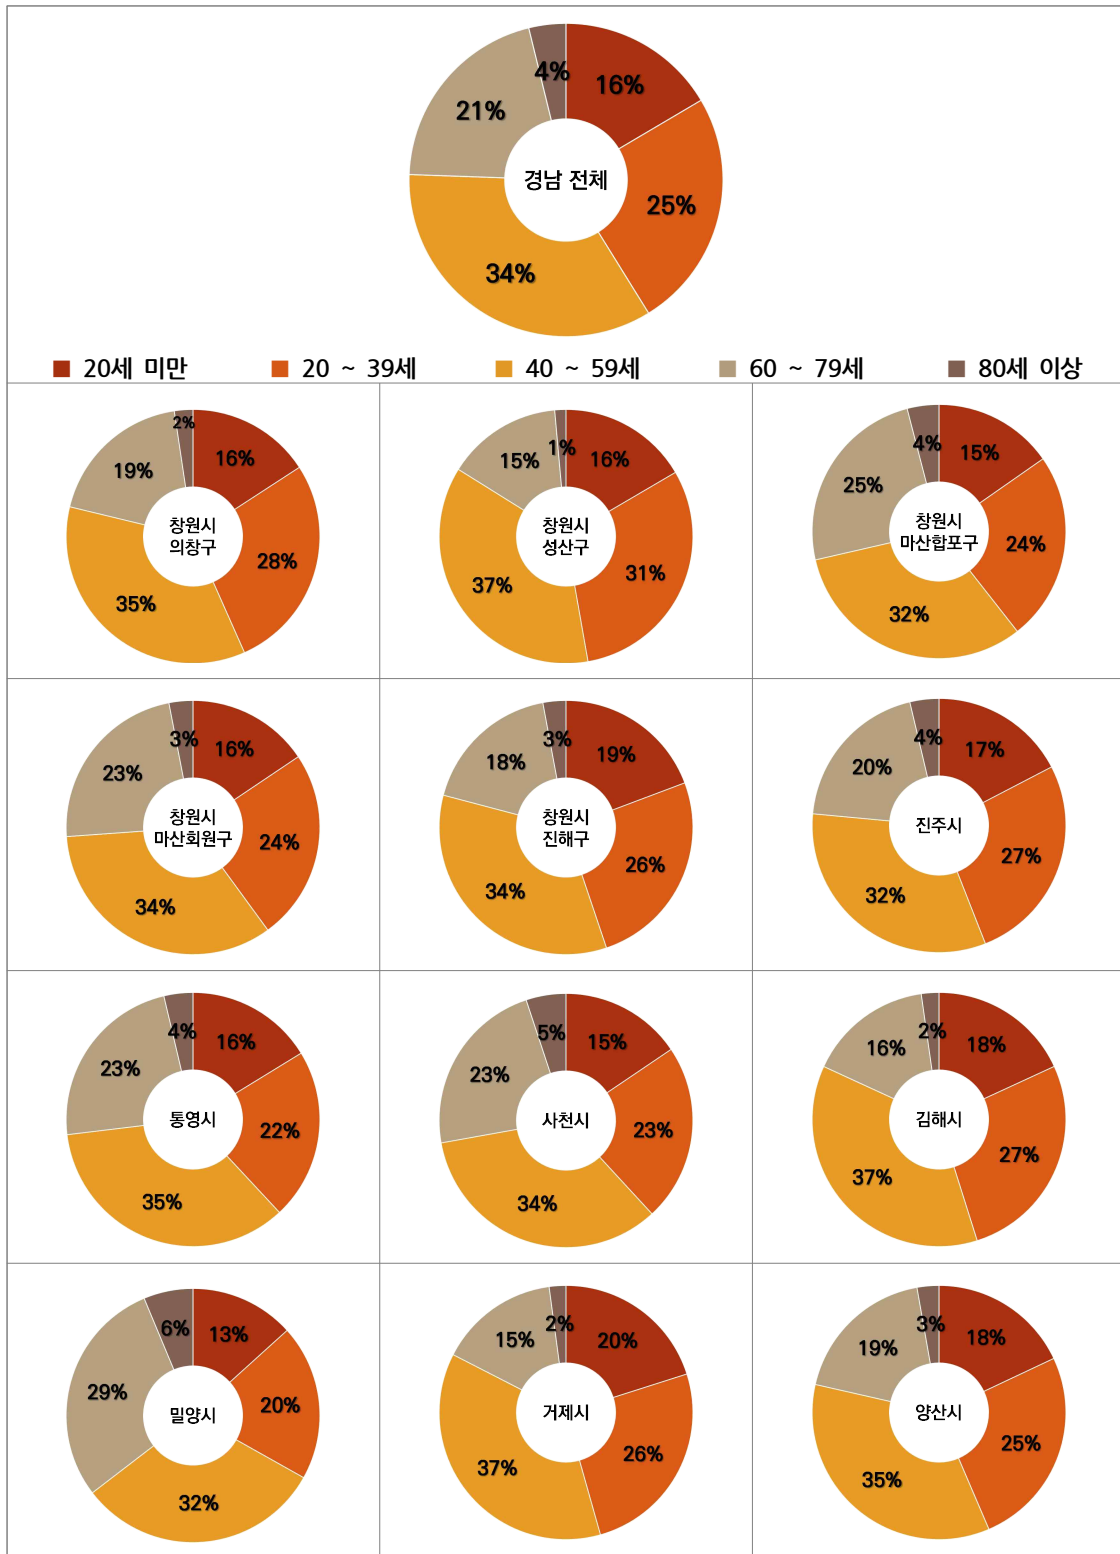 4%
16%
21%
경남 전체
25%
34%
20세 미만
20 ~ 39세
40 ~ 59세
60 ~ 79세
80세 이상
2%
16%
19%
창원시
의창구
28%
35%
1%
16%
15%
창원시
성산구
31%
37%
4%
15%
25%
창원시
마산합포구
24%
32%
3%
16%
23%
창원시
마산회원구
24%
34%
3%
19%
18%
창원시
진해구
26%
34%
4%
17%
20%
진주시
27%
32%
4%
16%
23%
통영시
22%
35%
5%
15%
23%
사천시
23%
34%
2%
18%
16%
김해시
27%
37%
6%
13%
29%
밀양시
20%
32%
2%
20%
15%
거제시
26%
37%
3%
18%
19%
양산시
25%
35%